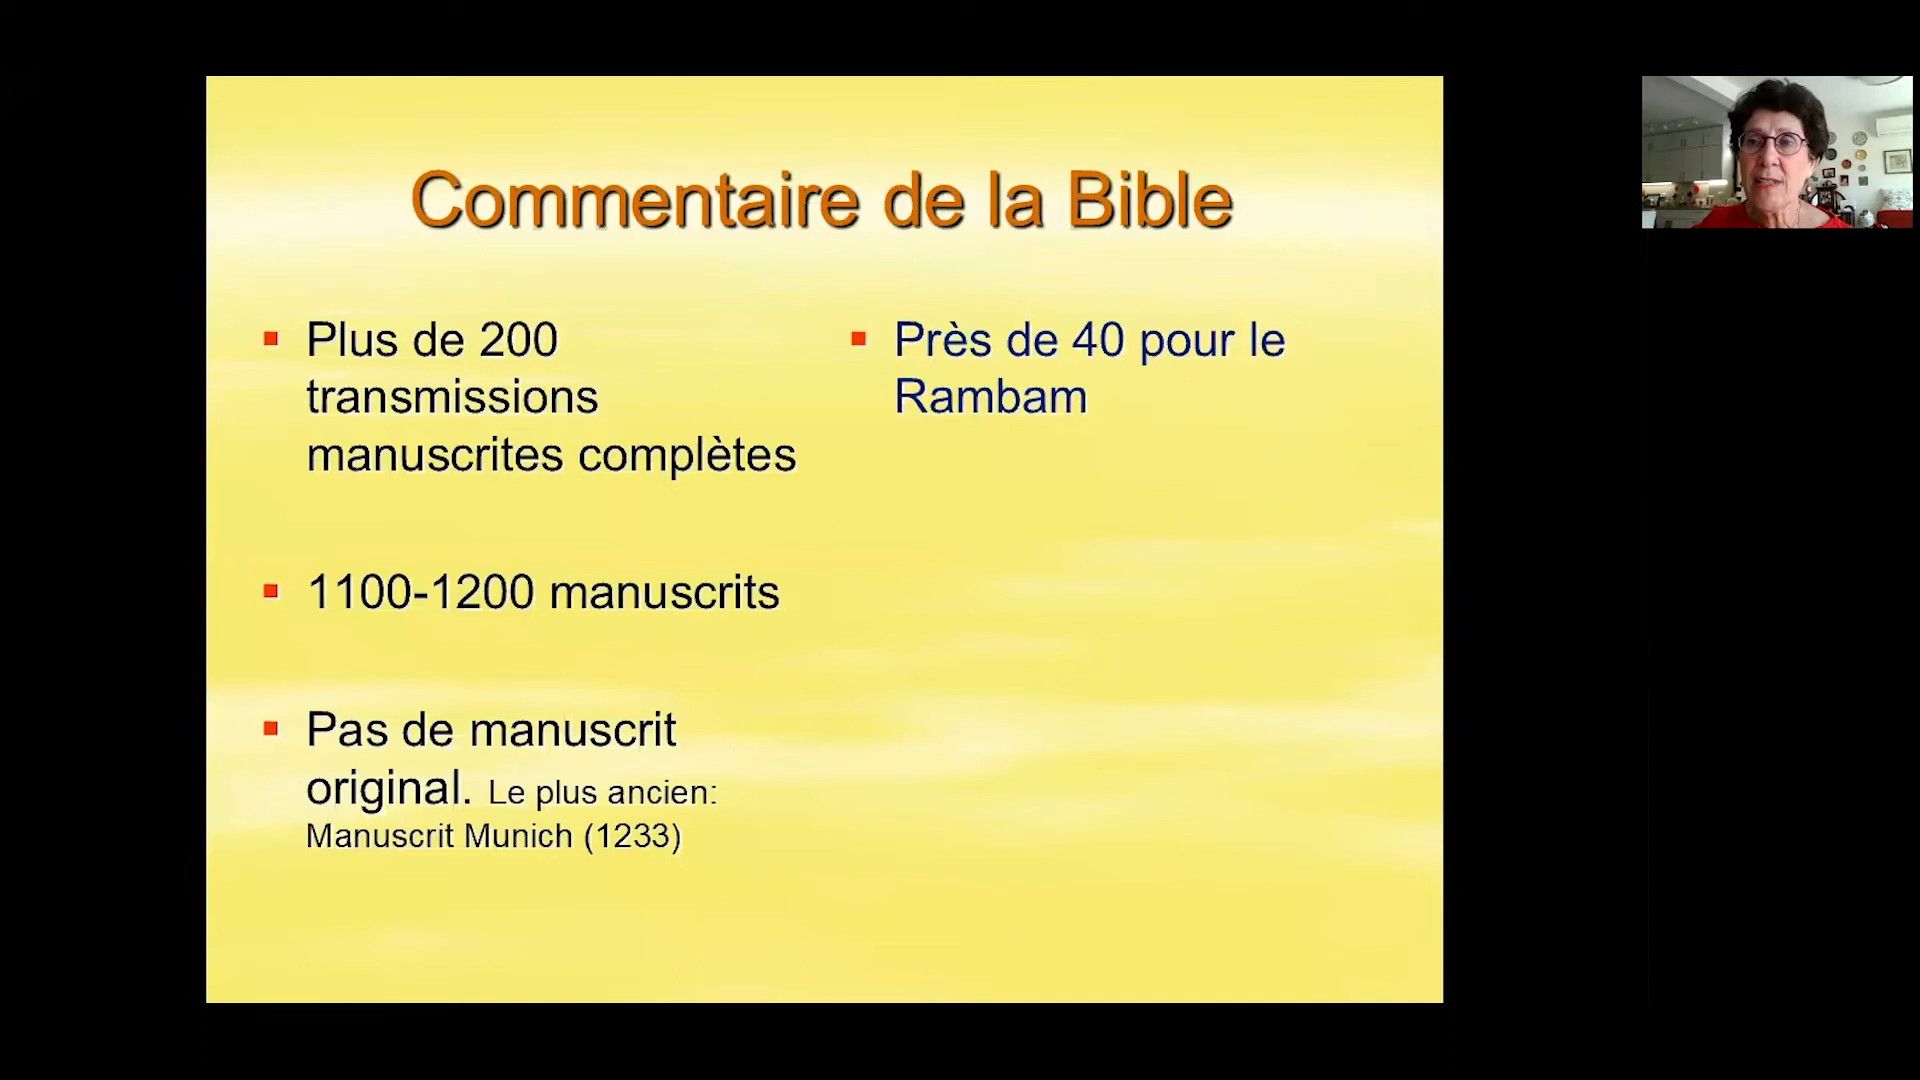 Commentaire de la Bible
Plus de 200
transmissions
manuscrites complètes
1100-1200 manuscrits
Pas de manuscrit
original. Le plus ancien:
Manuscrit Munich (1233)
Près de 40 pour le
Rambam